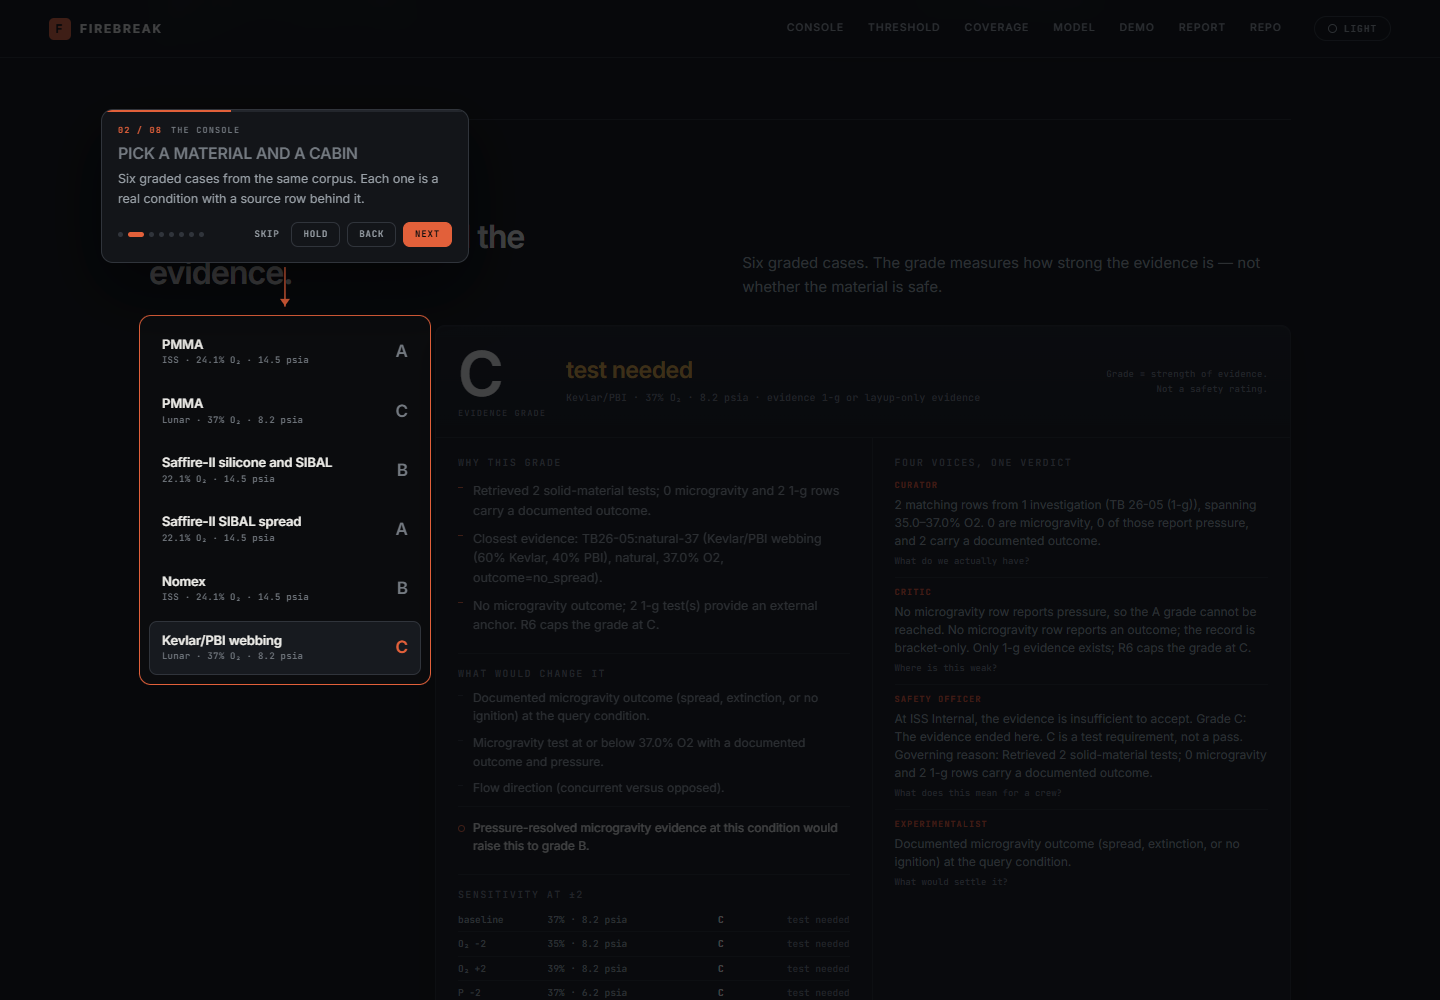 F FIREBREAK
CONSOLE THRESHOLD COVERAGE MODEL DEMO REPORT REPO LIGHT
02 / 08 THE CONSOLE
PICK A MATERIAL AND A CABIN
Six graded cases from the same corpus. Each one is a
real condition with a source row behind it.
SKIP HOLD BACK NEXT
the
evidence.
Six graded cases. The grade measures how strong the evidence is — not
whether the material is safe.
PMMA
ISS · 24.1% O₂ · 14.5 psia
A
PMMA
Lunar · 37% O₂ · 8.2 psia
C
Saffire-II silicone and SIBAL
22.1% O₂ · 14.5 psia
B
Saffire-II SIBAL spread
22.1% O₂ · 14.5 psia
A
Nomex
ISS · 24.1% O₂ · 14.5 psia
B
Kevlar/PBI webbing
Lunar · 37% O₂ · 8.2 psia
C
C
EVIDENCE GRADE
test needed
Kevlar/PBI · 37% O₂ · 8.2 psia · evidence 1-g or layup-only evidence
Grade = strength of evidence.
Not a safety rating.
WHY THIS GRADE
– Retrieved 2 solid-material tests; 0 microgravity and 2 1-g rows
carry a documented outcome.
– Closest evidence: TB26-05:natural-37 (Kevlar/PBI webbing
(60% Kevlar, 40% PBI), natural, 37.0% O2,
outcome=no_spread).
– No microgravity outcome; 2 1-g test(s) provide an external
anchor. R6 caps the grade at C.
WHAT WOULD CHANGE IT
Documented microgravity outcome (spread, extinction, or no
ignition) at the query condition.
Microgravity test at or below 37.0% O2 with a documented
outcome and pressure.
Flow direction (concurrent versus opposed).
Pressure-resolved microgravity evidence at this condition would
raise this to grade B.
SENSITIVITY AT ±2
baseline 37% · 8.2 psia C test needed
O₂ -2 35% · 8.2 psia C test needed
O₂ +2 39% · 8.2 psia C test needed
P -2 37% · 6.2 psia C test needed
FOUR VOICES, ONE VERDICT
CURATOR
2 matching rows from 1 investigation (TB 26-05 (1-g)), spanning
35.0–37.0% O2. 0 are microgravity, 0 of those report pressure,
and 2 carry a documented outcome.
What do we actually have?
CRITIC
No microgravity row reports pressure, so the A grade cannot be
reached. No microgravity row reports an outcome; the record is
bracket-only. Only 1-g evidence exists; R6 caps the grade at C.
Where is this weak?
SAFETY OFFICER
At ISS Internal, the evidence is insufficient to accept. Grade C:
The evidence ended here. C is a test requirement, not a pass.
Governing reason: Retrieved 2 solid-material tests; 0 microgravity
and 2 1-g rows carry a documented outcome.
What does this mean for a crew?
EXPERIMENTALIST
Documented microgravity outcome (spread, extinction, or no
ignition) at the query condition.
What would settle it?